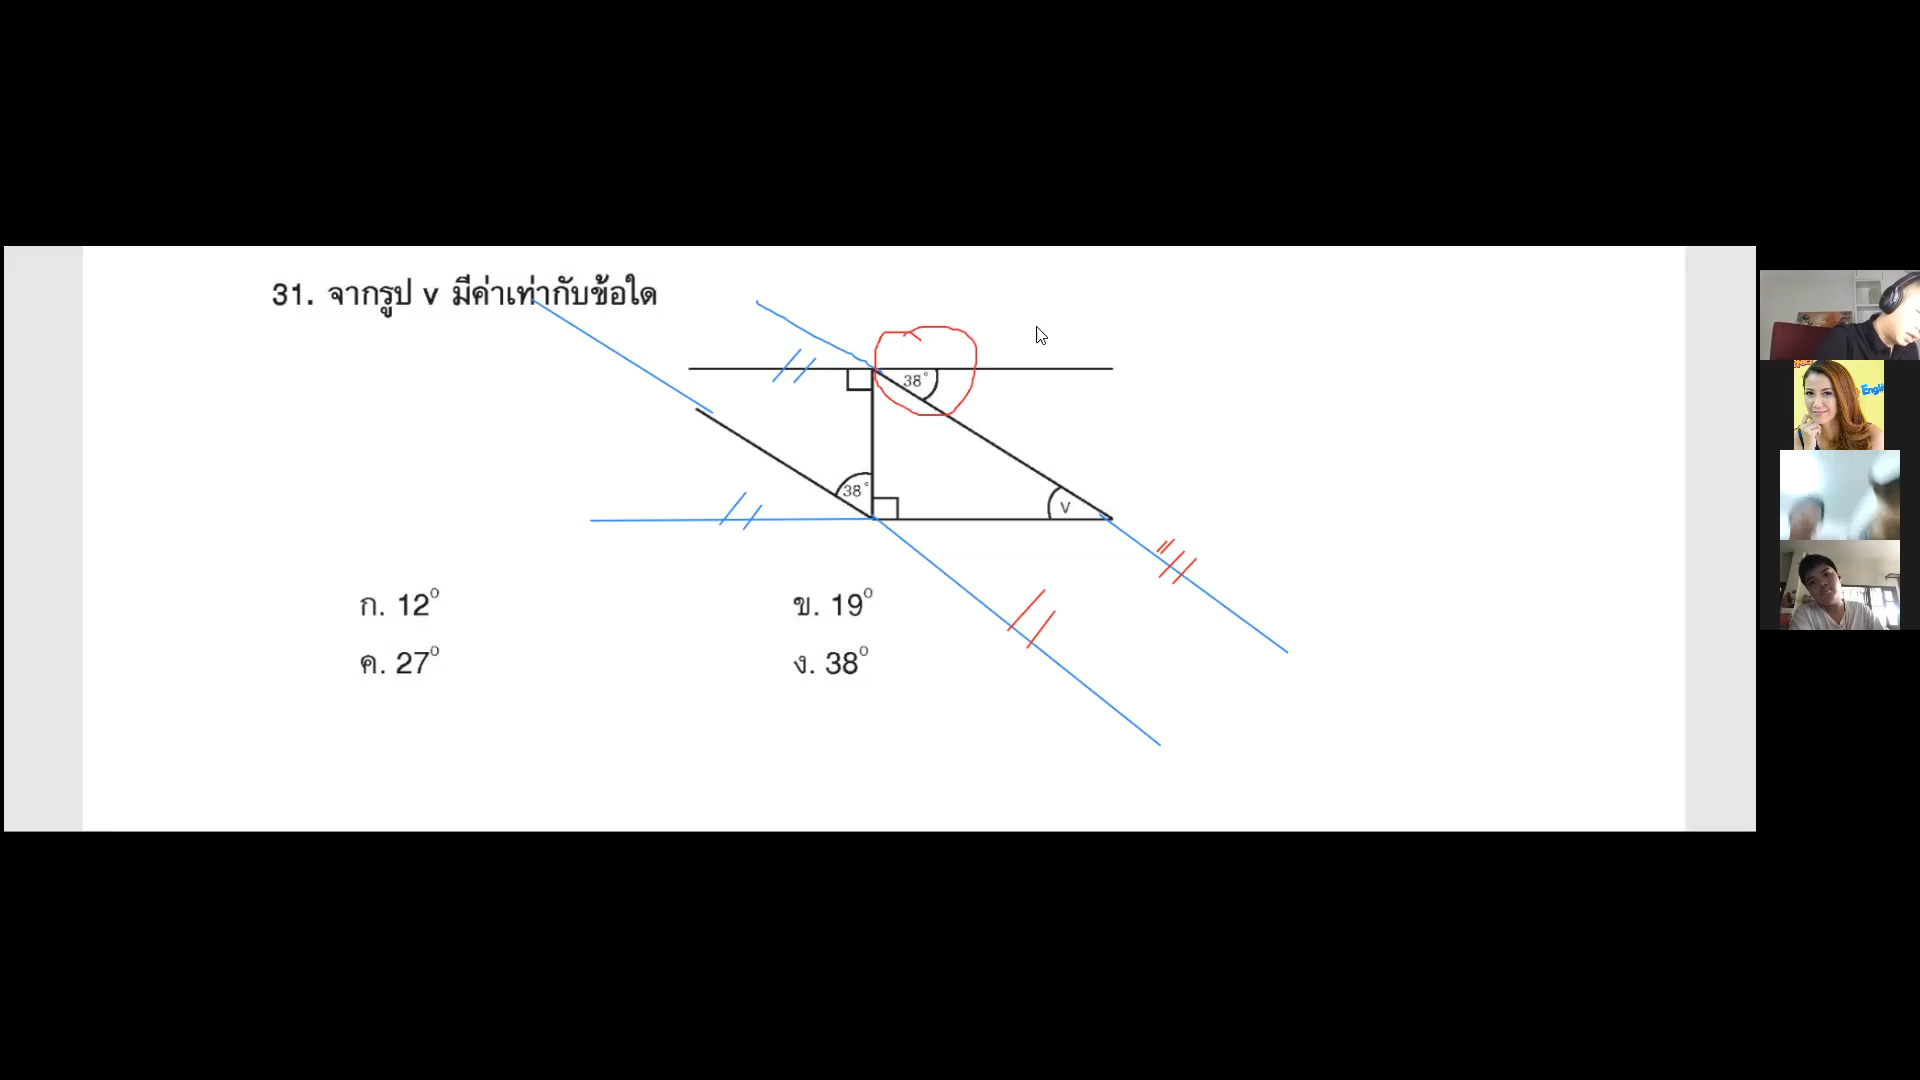 31. จากรูป v มีค่าเท่ากับข้อใด
38°
38°
v
ก. 12°
ข. 19°
ค. 27°
ง. 38°